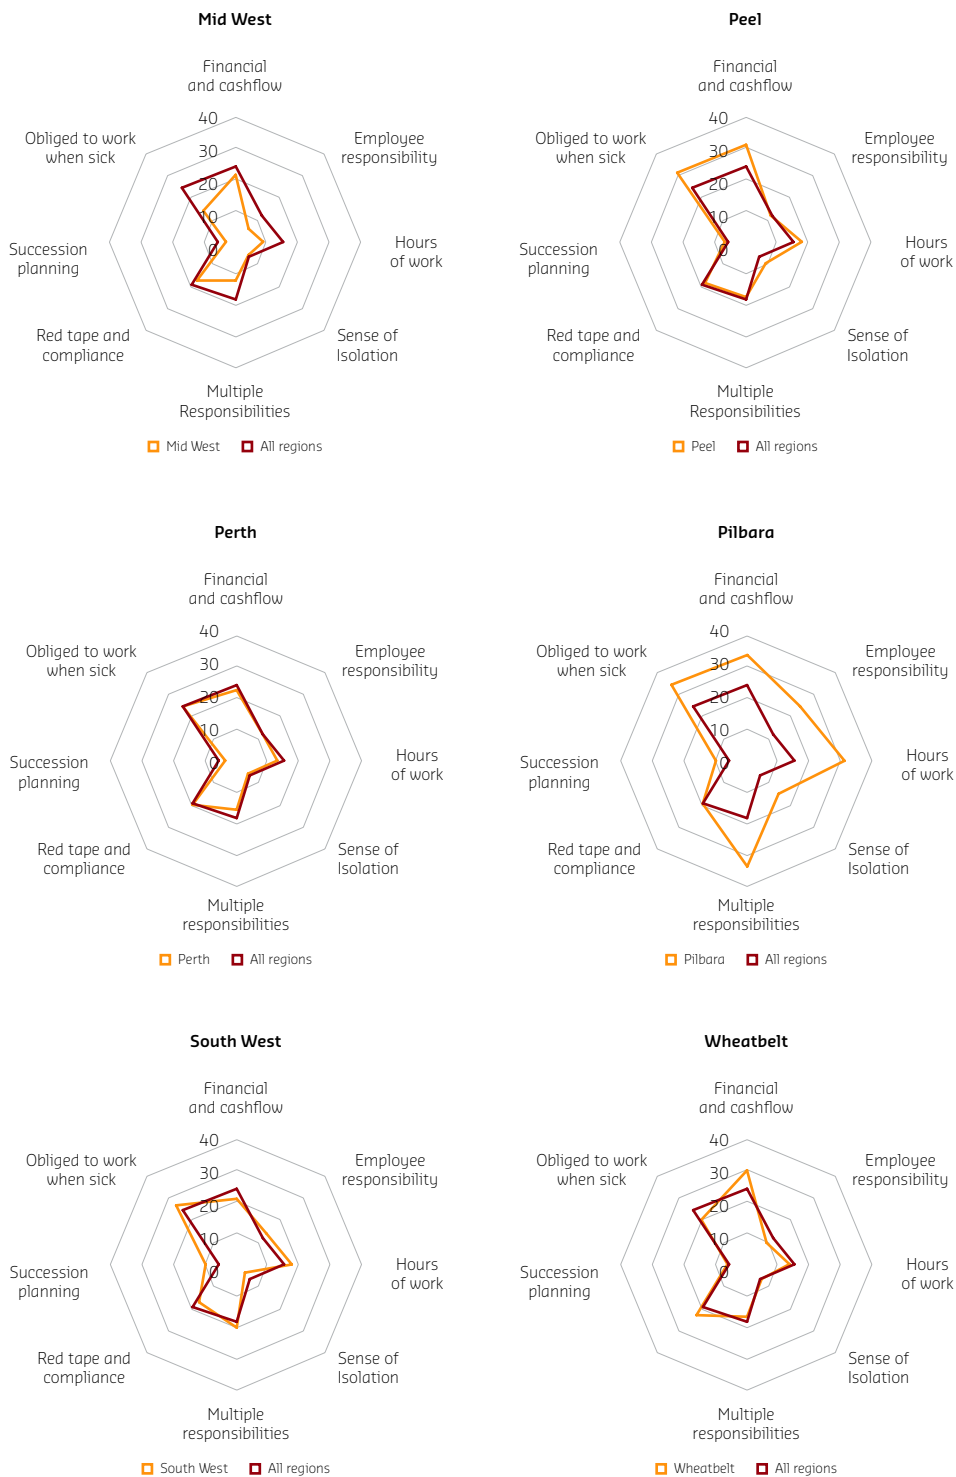 Mid West
Financial
and cashflow
Obliged to work
when sick
Employee
responsibility
40
30
20
10
0
Succession
planning
Hours
of work
Red tape and
compliance
Sense of
Isolation
Multiple
Responsibilities
Mid West All regions
Peel
Financial
and cashflow
Obliged to work
when sick
Employee
responsibility
40
30
20
10
0
Succession
planning
Hours
of work
Red tape and
compliance
Sense of
Isolation
Multiple
Responsibilities
Peel All regions
Perth
Financial
and cashflow
Obliged to work
when sick
Employee
responsibility
40
30
20
10
0
Succession
planning
Hours
of work
Red tape and
compliance
Sense of
Isolation
Multiple
responsibilities
Perth All regions
Pilbara
Financial
and cashflow
Obliged to work
when sick
Employee
responsibility
40
30
20
10
0
Succession
planning
Hours
of work
Red tape and
compliance
Sense of
Isolation
Multiple
responsibilities
Pilbara All regions
South West
Financial
and cashflow
Obliged to work
when sick
Employee
responsibility
40
30
20
10
0
Succession
planning
Hours
of work
Red tape and
compliance
Sense of
Isolation
Multiple
responsibilities
South West All regions
Wheatbelt
Financial
and cashflow
Obliged to work
when sick
Employee
responsibility
40
30
20
10
0
Succession
planning
Hours
of work
Red tape and
compliance
Sense of
Isolation
Multiple
responsibilities
Wheatbelt All regions